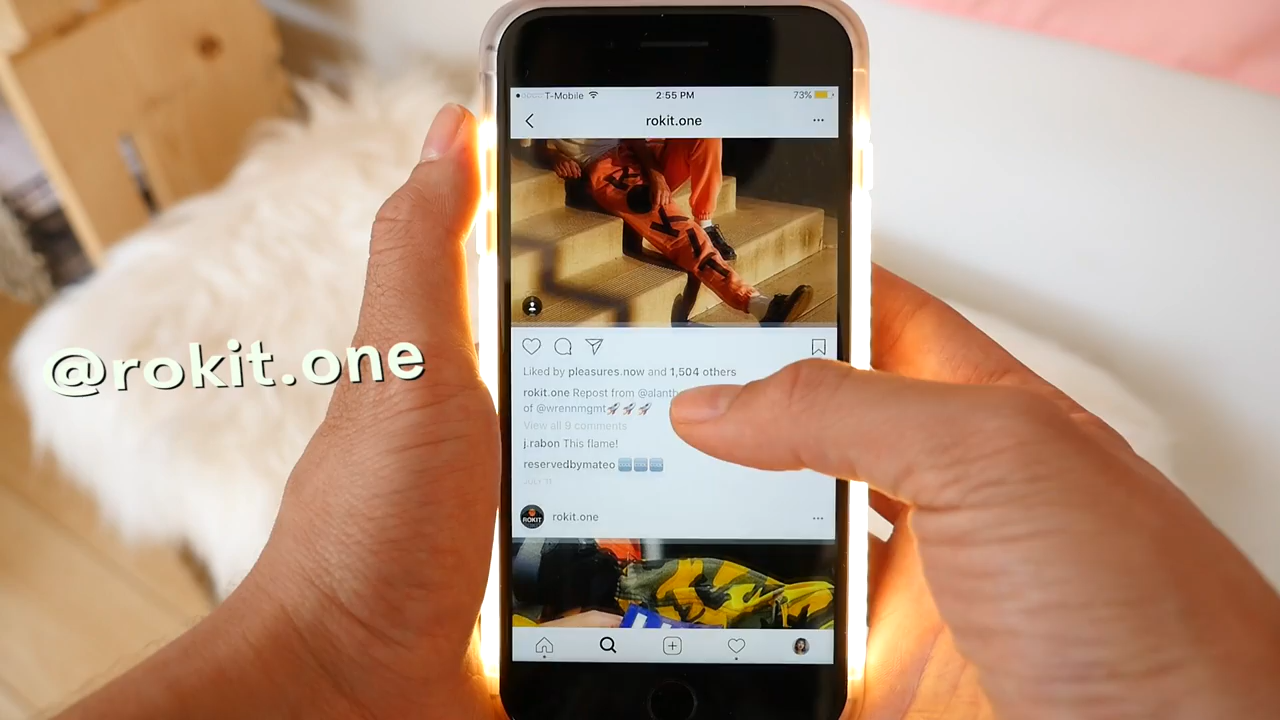 T-Mobile 2:55 PM 73%
rokit.one
@rokit.one
Liked by pleasures.now and 1,504 others
rokit.one Repost from @alanth
of @wrennmgmt🚀🚀🚀
View all 9 comments
j.rabon This flame!
reservedbymateo 🆒🆒🆒
ROKIT
rokit.one